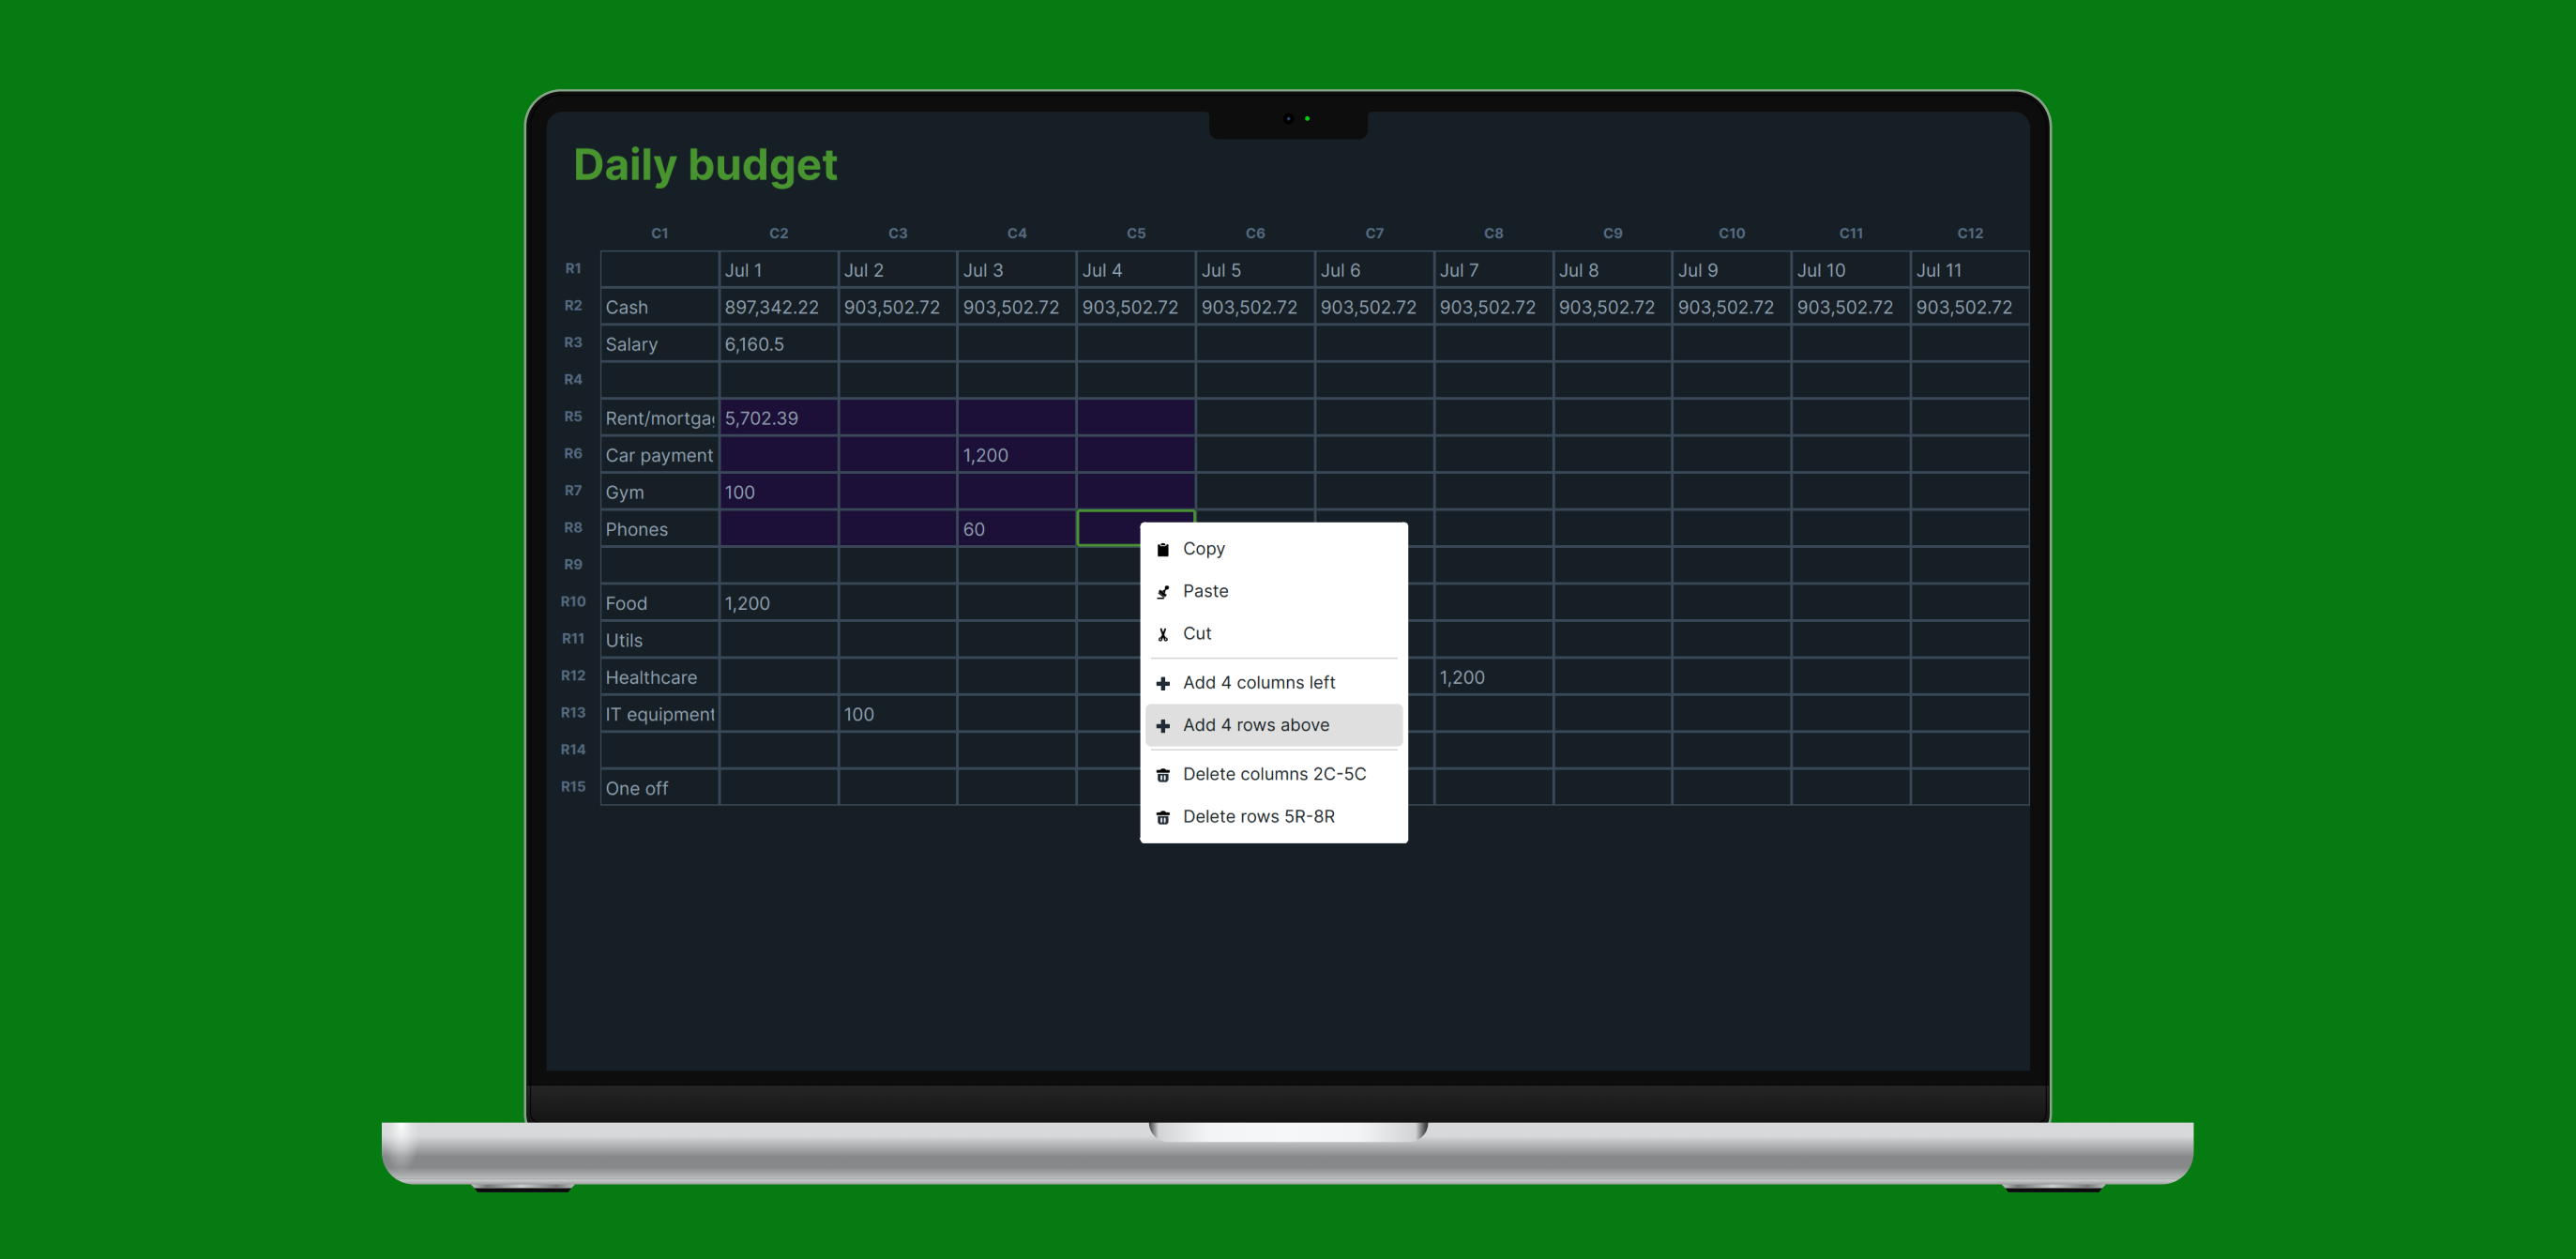 Daily budget
C1 C2 C3 C4 C5 C6 C7 C8 C9 C10 C11 C12
R1 Jul 1 Jul 2 Jul 3 Jul 4 Jul 5 Jul 6 Jul 7 Jul 8 Jul 9 Jul 10 Jul 11
R2 Cash 897,342.22 903,502.72 903,502.72 903,502.72 903,502.72 903,502.72 903,502.72 903,502.72 903,502.72 903,502.72 903,502.72
R3 Salary 6,160.5
R4
R5 Rent/mortgag 5,702.39
R6 Car payment 1,200
R7 Gym 100
R8 Phones 60
R9
R10 Food 1,200
R11 Utils
R12 Healthcare 1,200
R13 IT equipment 100
R14
R15 One off
Copy
Paste
Cut
Add 4 columns left
Add 4 rows above
Delete columns 2C-5C
Delete rows 5R-8R